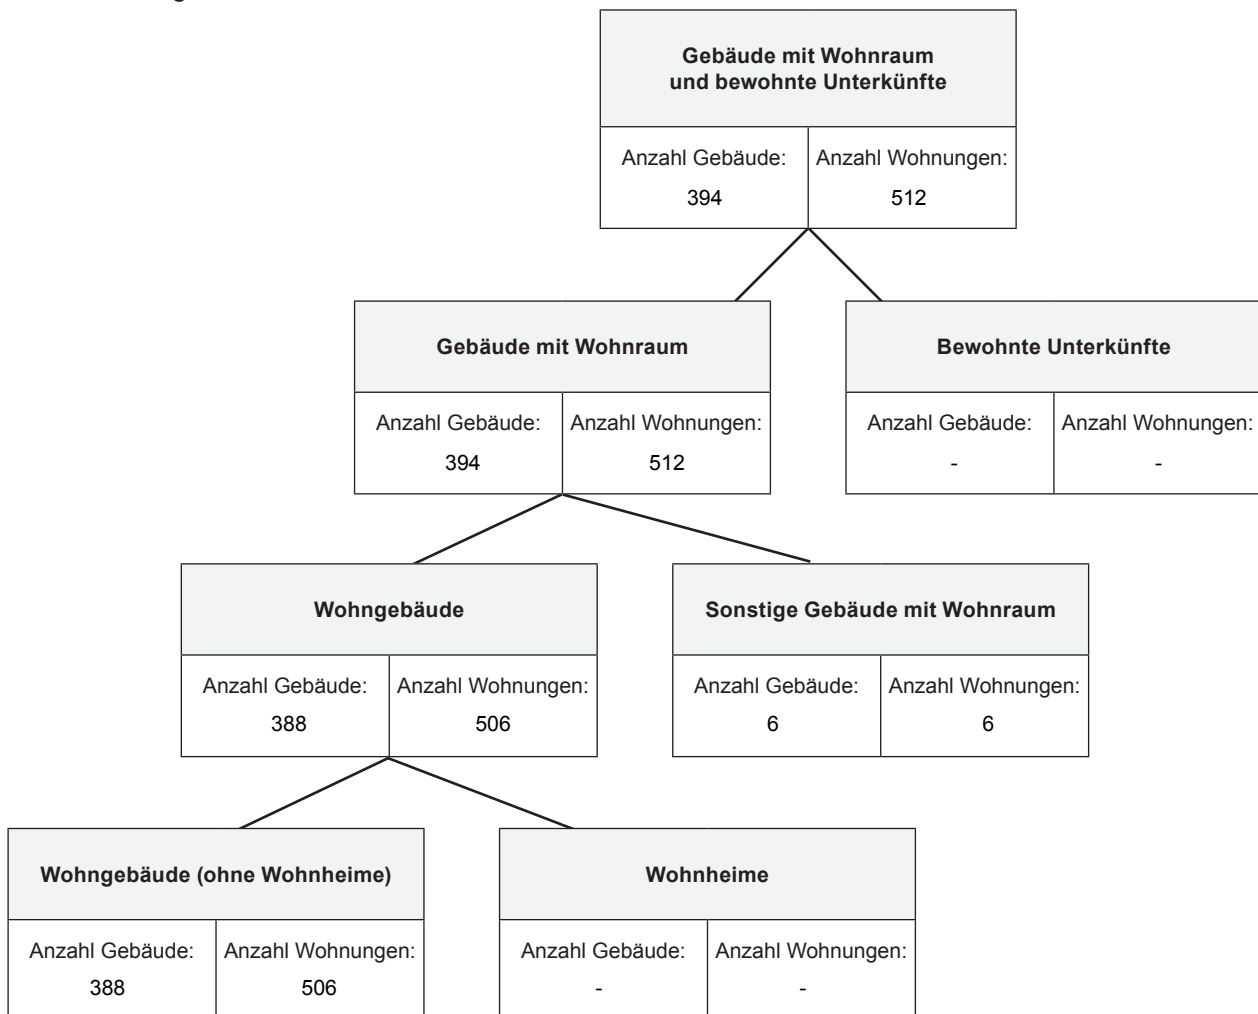 Gebäude mit Wohnraum
und bewohnte Unterkünfte
Anzahl Gebäude: Anzahl Wohnungen:
394 512
Gebäude mit Wohnraum
Anzahl Gebäude: Anzahl Wohnungen:
394 512
Bewohnte Unterkünfte
Anzahl Gebäude: Anzahl Wohnungen:
- -
Wohngebäude
Anzahl Gebäude: Anzahl Wohnungen:
388 506
Sonstige Gebäude mit Wohnraum
Anzahl Gebäude: Anzahl Wohnungen:
6 6
Wohngebäude (ohne Wohnheime)
Anzahl Gebäude: Anzahl Wohnungen:
388 506
Wohnheime
Anzahl Gebäude: Anzahl Wohnungen:
- -